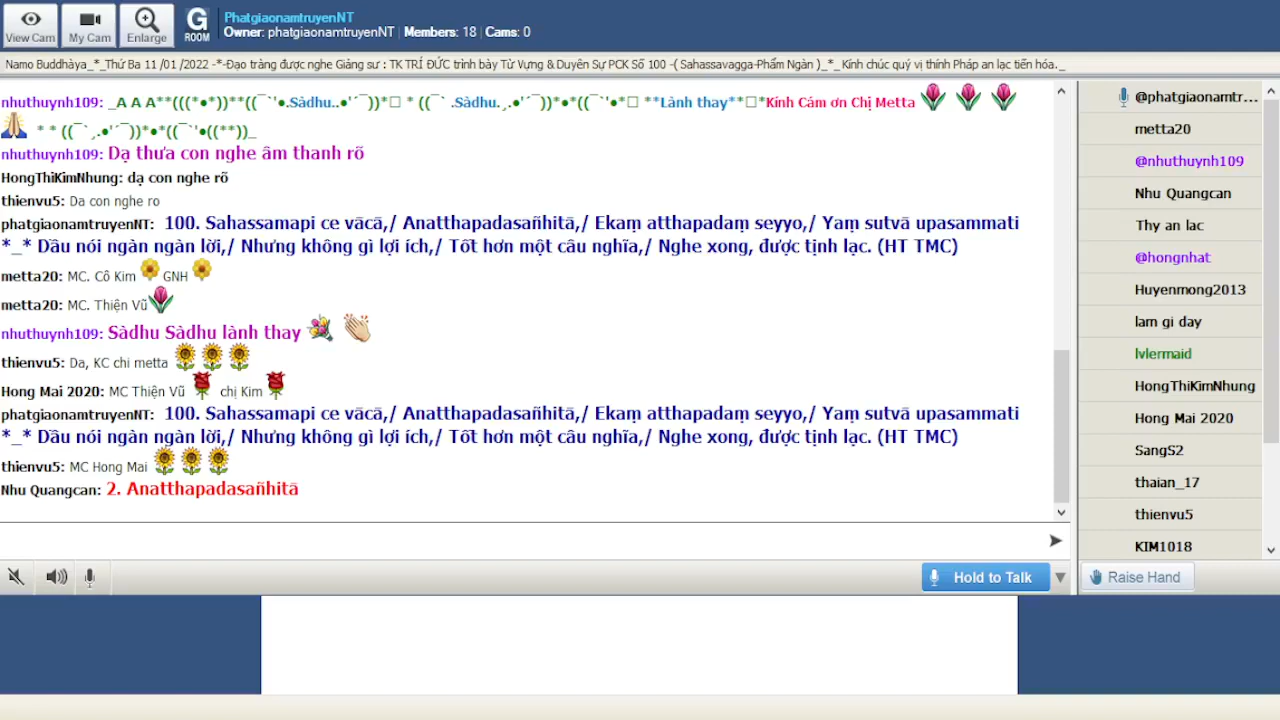 View Cam
My Cam
Enlarge
G
ROOM
PhatgiaonamtruyenNT
Owner: phatgiaonamtruyenNT | Members: 18 | Cams: 0
Namo Buddhàya_*_Thứ Ba 11 /01 /2022 -*-Đạo tràng được nghe Giảng sư : TK TRÍ ĐỨC trình bày Từ Vựng & Duyên Sự PCK Số 100 -( Sahassavagga-Phẩm Ngàn )_*_ Kính chúc quý vị thính Pháp an lạc tiến hóa._
nhuthuynh109: _A A A**(((*•*))**((¯`'•.Sàdhu..•'´¯))*□ * ((¯` .Sàdhu.¸.•'´¯))*•*((¯`'•*□ **Lành thay**□*Kính Cám ơn Chị Metta
* * ((¯`¸.•'´¯))*•*((¯`'•((**))_
nhuthuynh109: Dạ thưa con nghe âm thanh rõ
HongThiKimNhung: dạ con nghe rõ
thienvu5: Da con nghe ro
phatgiaonamtruyenNT: 100. Sahassamapi ce vācā,/ Anatthapadasañhitā,/ Ekaṃ atthapadaṃ seyyo,/ Yaṃ sutvā upasammati
*_* Dầu nói ngàn ngàn lời,/ Nhưng không gì lợi ích,/ Tốt hơn một câu nghĩa,/ Nghe xong, được tịnh lạc. (HT TMC)
metta20: MC. Cô Kim GNH
metta20: MC. Thiện Vũ
nhuthuynh109: Sàdhu Sàdhu lành thay
thienvu5: Da, KC chi metta
Hong Mai 2020: MC Thiện Vũ chị Kim
phatgiaonamtruyenNT: 100. Sahassamapi ce vācā,/ Anatthapadasañhitā,/ Ekaṃ atthapadaṃ seyyo,/ Yaṃ sutvā upasammati
*_* Dầu nói ngàn ngàn lời,/ Nhưng không gì lợi ích,/ Tốt hơn một câu nghĩa,/ Nghe xong, được tịnh lạc. (HT TMC)
thienvu5: MC Hong Mai
Nhu Quangcan: 2. Anatthapadasañhitā
@phatgiaonamtr...
metta20
@nhuthuynh109
Nhu Quangcan
Thy an lac
@hongnhat
Huyenmong2013
lam gi day
lvlermaid
HongThiKimNhung
Hong Mai 2020
SangS2
thaian_17
thienvu5
KIM1018
Hold to Talk
Raise Hand